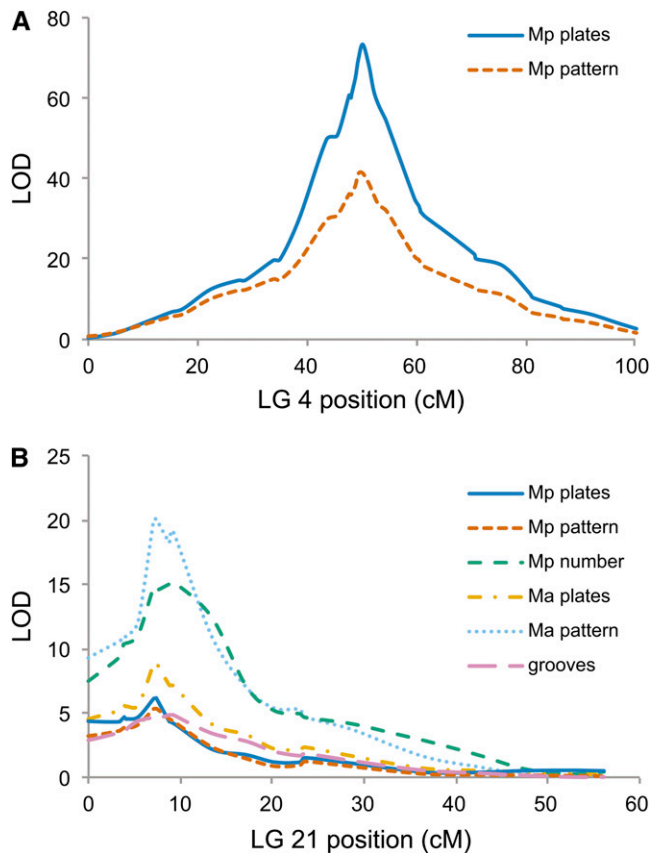 A
80
60
40
20
0
LOD
Mp plates
Mp pattern
0 20 40 60 80 100
LG 4 position (cM)
B
25
20
15
10
5
0
LOD
Mp plates
Mp pattern
Mp number
Ma plates
Ma pattern
grooves
0 10 20 30 40 50 60
LG 21 position (cM)